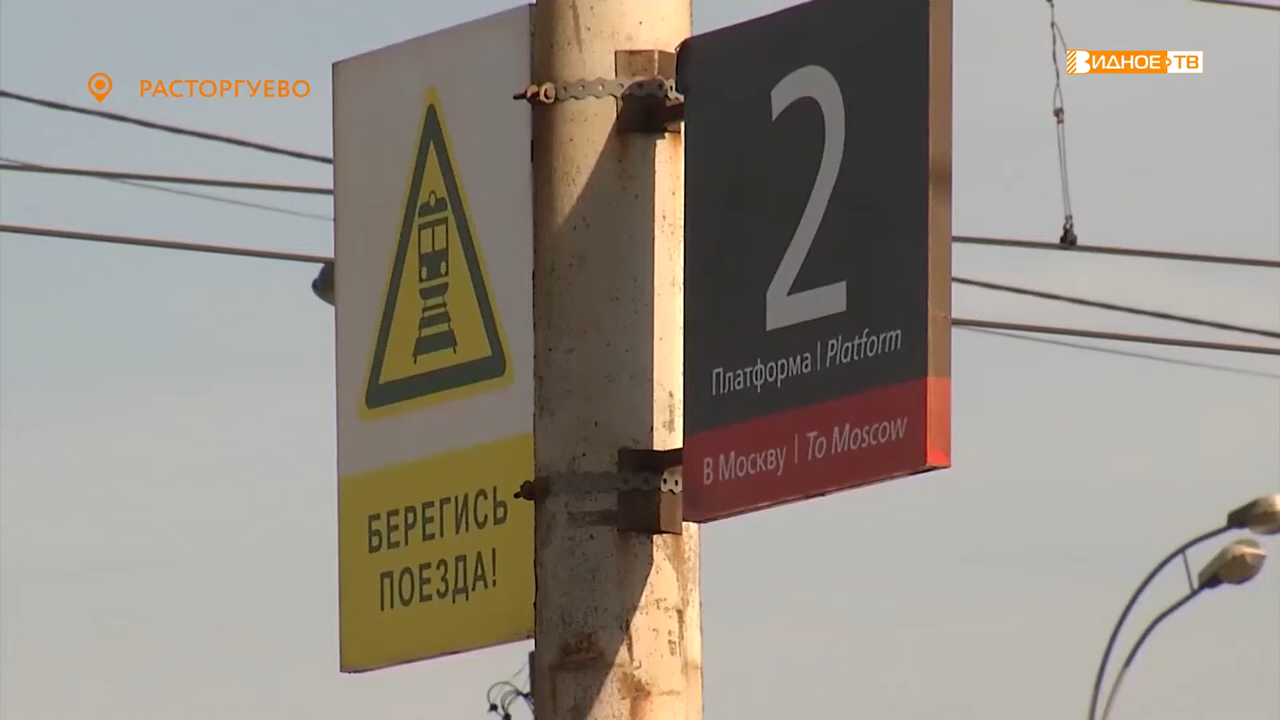 РАСТОРГУЕВО
ВИДНОЕ•ТВ
2
Платформа | Platform
В Москву | To Moscow
БЕРЕГИСЬ
ПОЕЗДА!